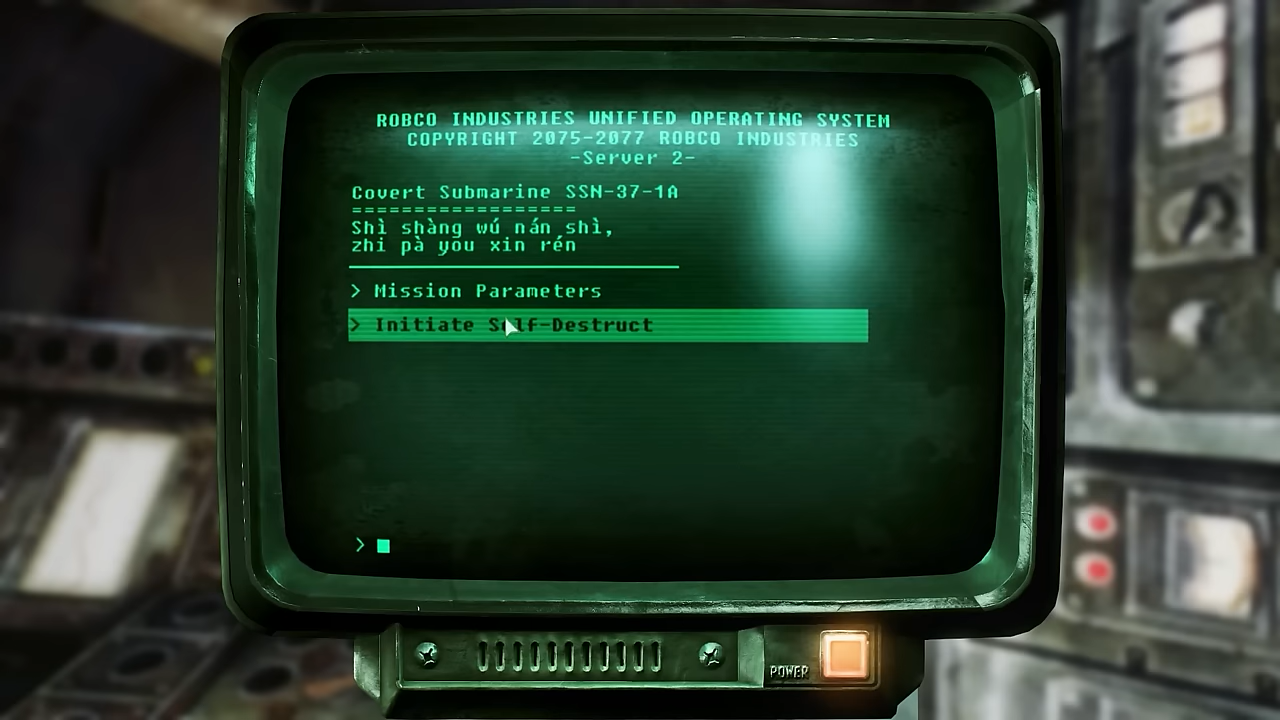 ROBCO INDUSTRIES UNIFIED OPERATING SYSTEM
COPYRIGHT 2075-2077 ROBCO INDUSTRIES
-Server 2-
Covert Submarine SSN-37-1A
==================
Shì shàng wú nán shì,
zhi pà you xin rén
> Mission Parameters
> Initiate Self-Destruct
>
POWER